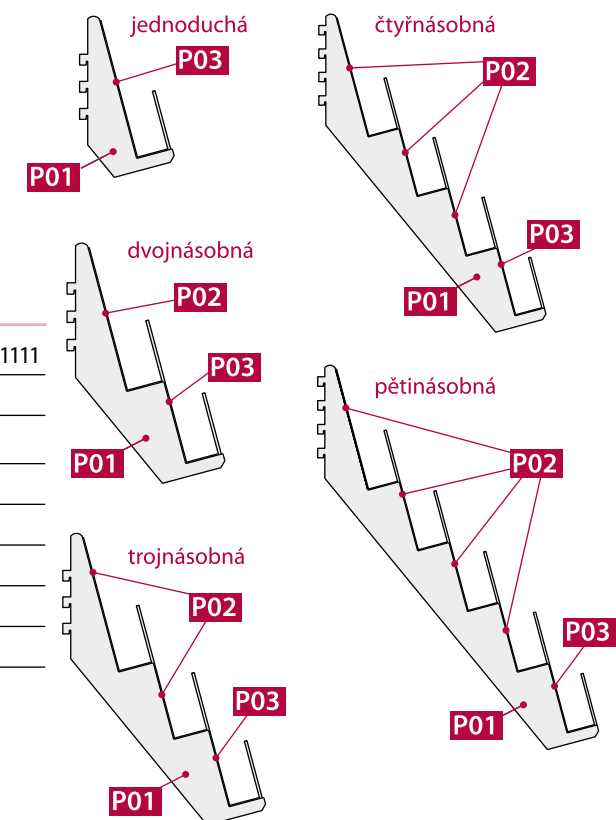 jednoduchá
P03
P01
dvojnásobná
P02
P03
P01
1111
trojnásobná
P02
P03
P01
čtyřnásobná
P02
P03
P01
pětinásobná
P02
P03
P01